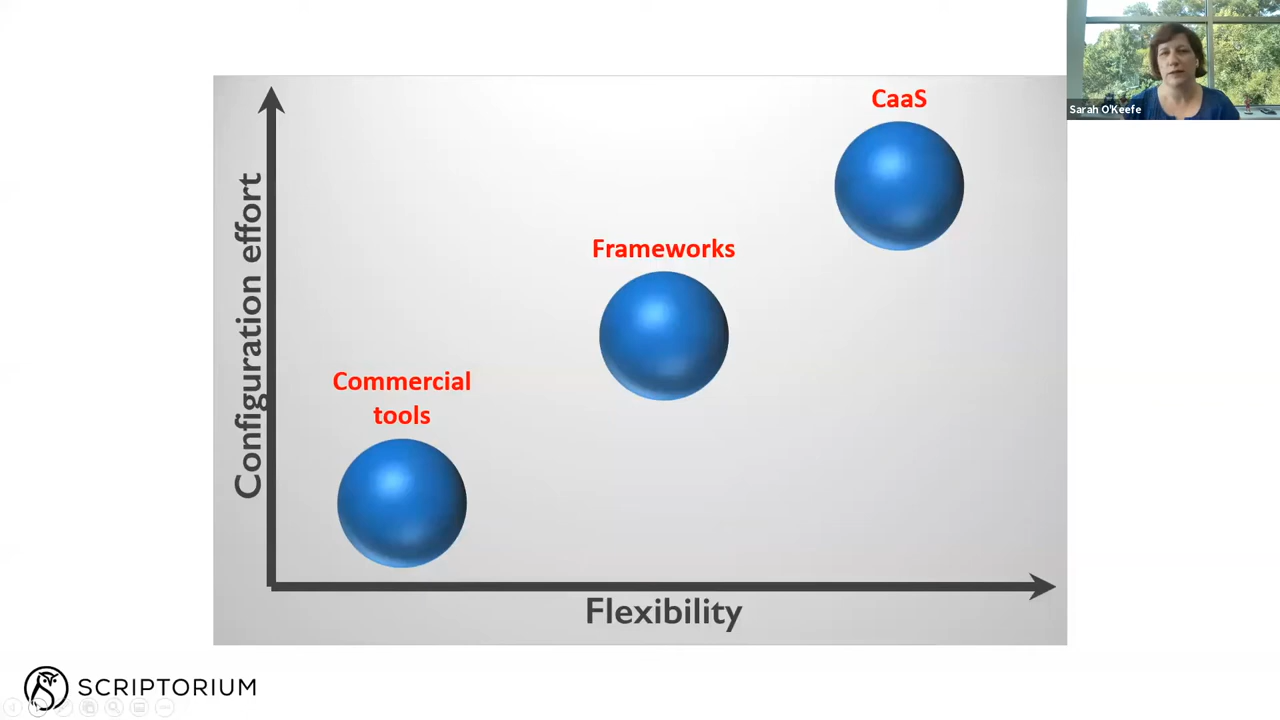 CaaS
Sarah O'Keefe
Frameworks
Configuration effort
Commercial
tools
Flexibility
SCRIPTORIUM